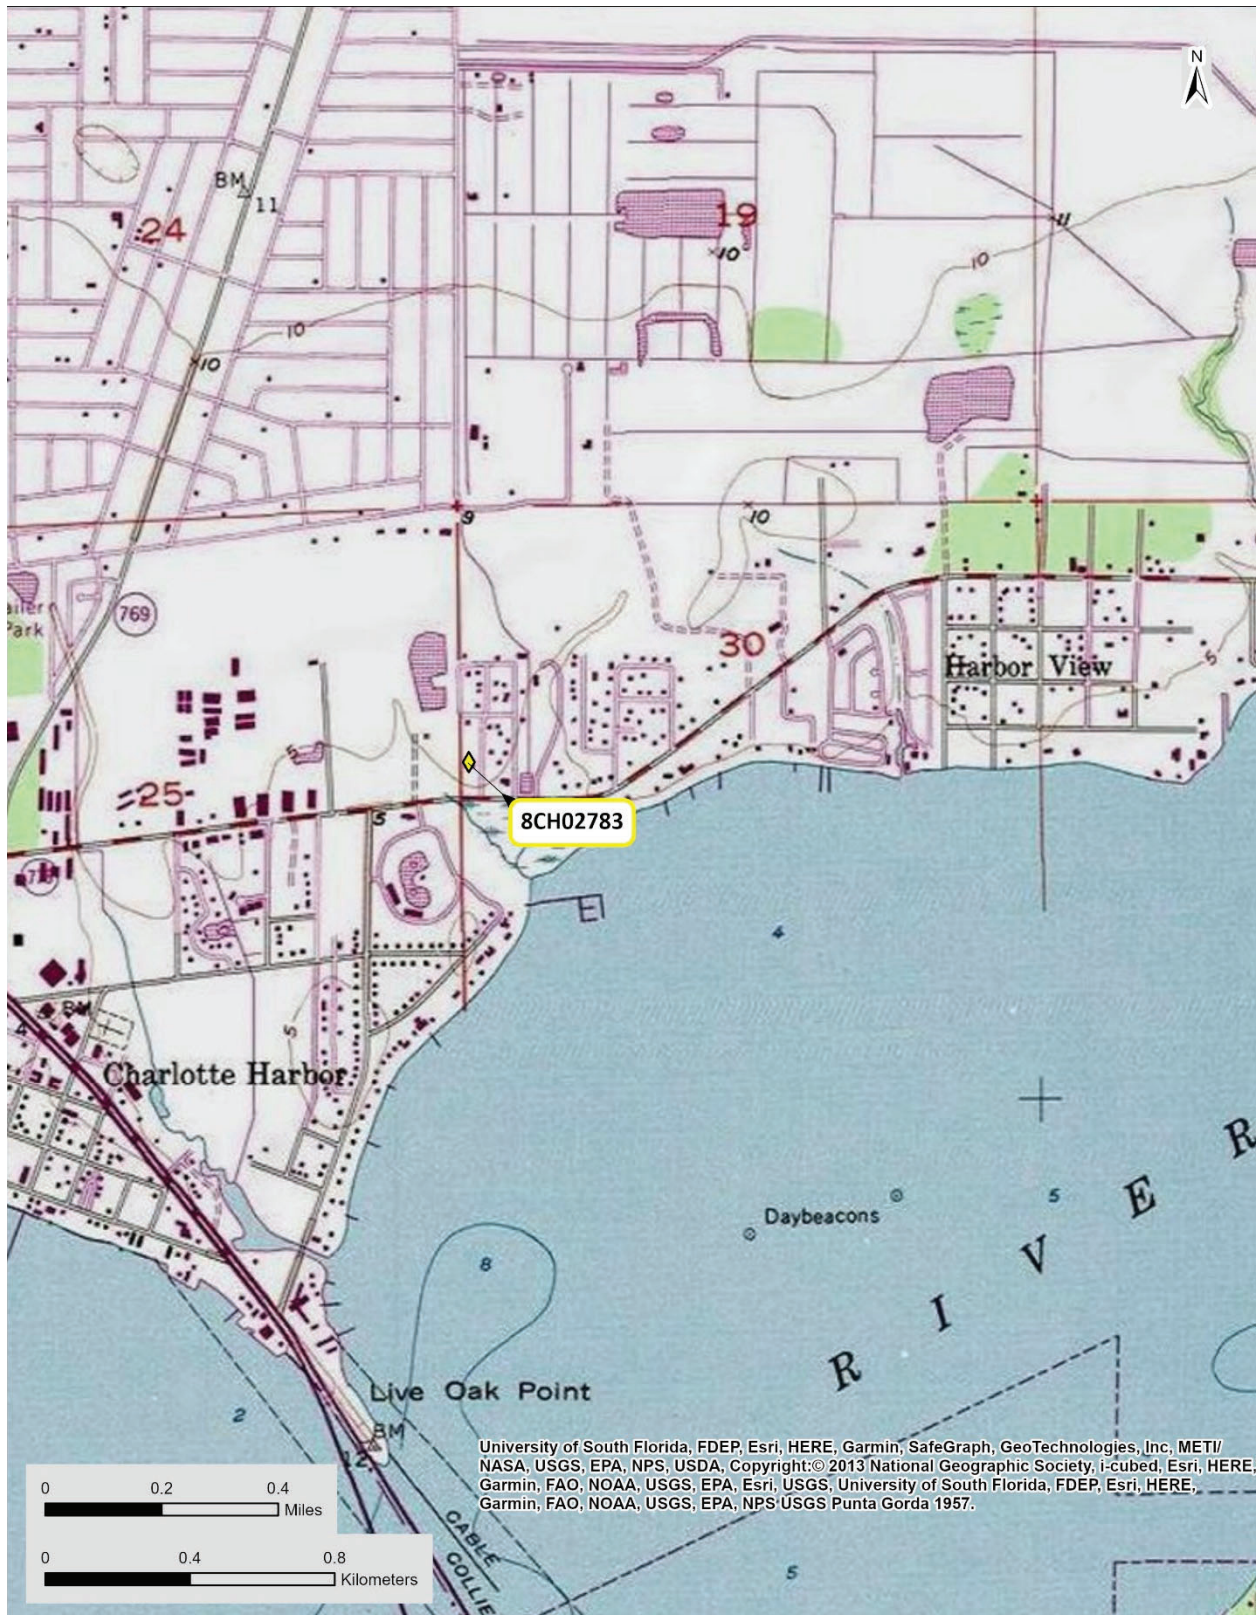 N
BM
11
24
19
10
11
10
10
10
9
10
769
ailer
Park
30
Harbor View
5
5
25
8CH02783
5
4
BM
4
5
Charlotte Harbor
Daybeacons
5
8
R I V E R
Live Oak Point
BM
12
2
University of South Florida, FDEP, Esri, HERE, Garmin, SafeGraph, GeoTechnologies, Inc, METI/
NASA, USGS, EPA, NPS, USDA, Copyright:© 2013 National Geographic Society, i-cubed, Esri, HERE,
Garmin, FAO, NOAA, USGS, EPA, Esri, USGS, University of South Florida, FDEP, Esri, HERE,
Garmin, FAO, NOAA, USGS, EPA, NPS USGS Punta Gorda 1957.
0 0.2 0.4
Miles
0 0.4 0.8
Kilometers
CABLE
COLLIE
5